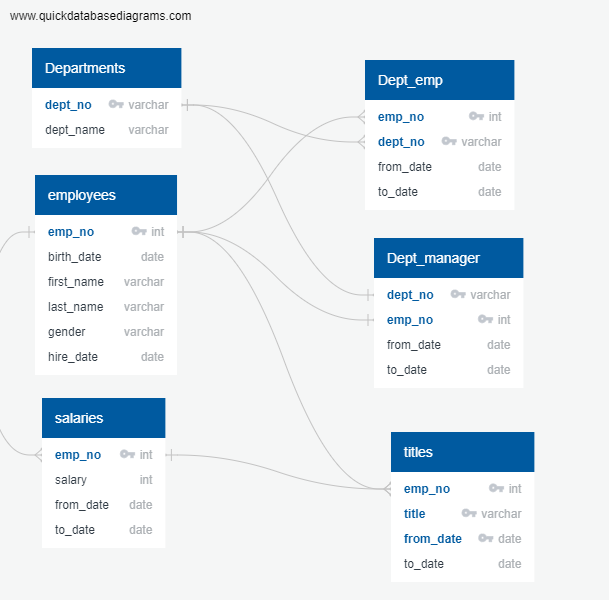 www.quickdatabasediagrams.com
Departments
dept_no varchar
dept_name varchar
employees
emp_no int
birth_date date
first_name varchar
last_name varchar
gender varchar
hire_date date
salaries
emp_no int
salary int
from_date date
to_date date
Dept_emp
emp_no int
dept_no varchar
from_date date
to_date date
Dept_manager
dept_no varchar
emp_no int
from_date date
to_date date
titles
emp_no int
title varchar
from_date date
to_date date